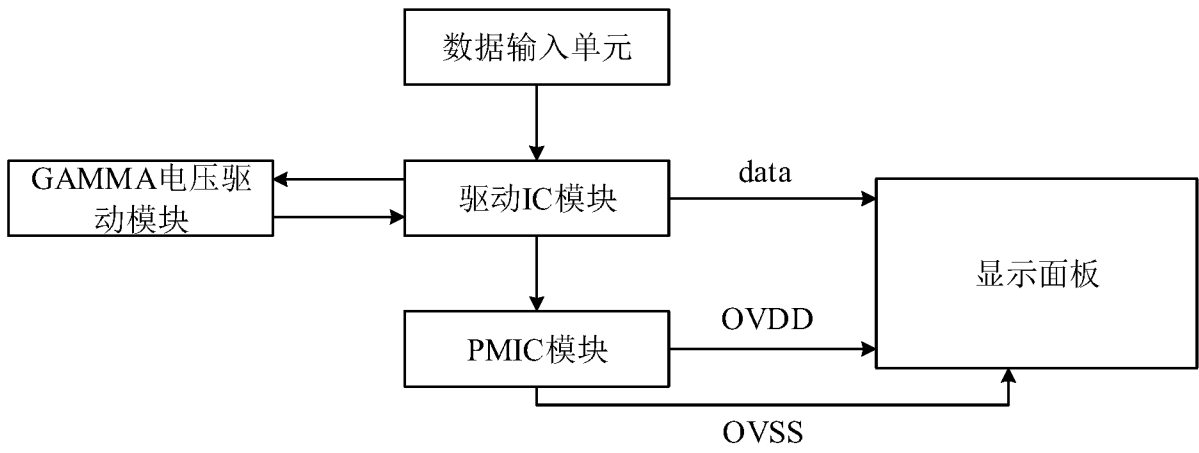 数据输入单元
GAMMA电压驱
动模块
驱动IC模块
data
显示面板
PMIC模块
OVDD
OVSS